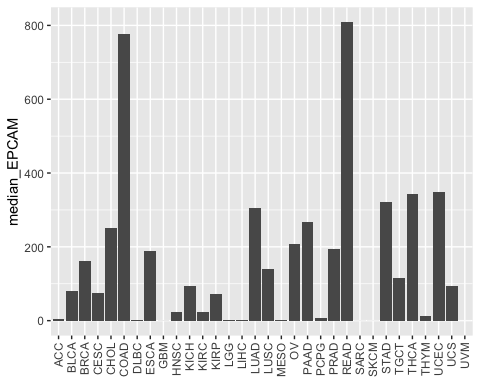 median_EPCAM
800
600
400
200
0
ACC
BLCA
BRCA
CESC
CHOL
COAD
DLBC
ESCA
GBM
HNSC
KICH
KIRC
KIRP
LGG
LIHC
LUAD
LUSC
MESO
OV
PAAD
PCPG
PRAD
READ
SARC
SKCM
STAD
TGCT
THCA
THYM
UCEC
UCS
UVM